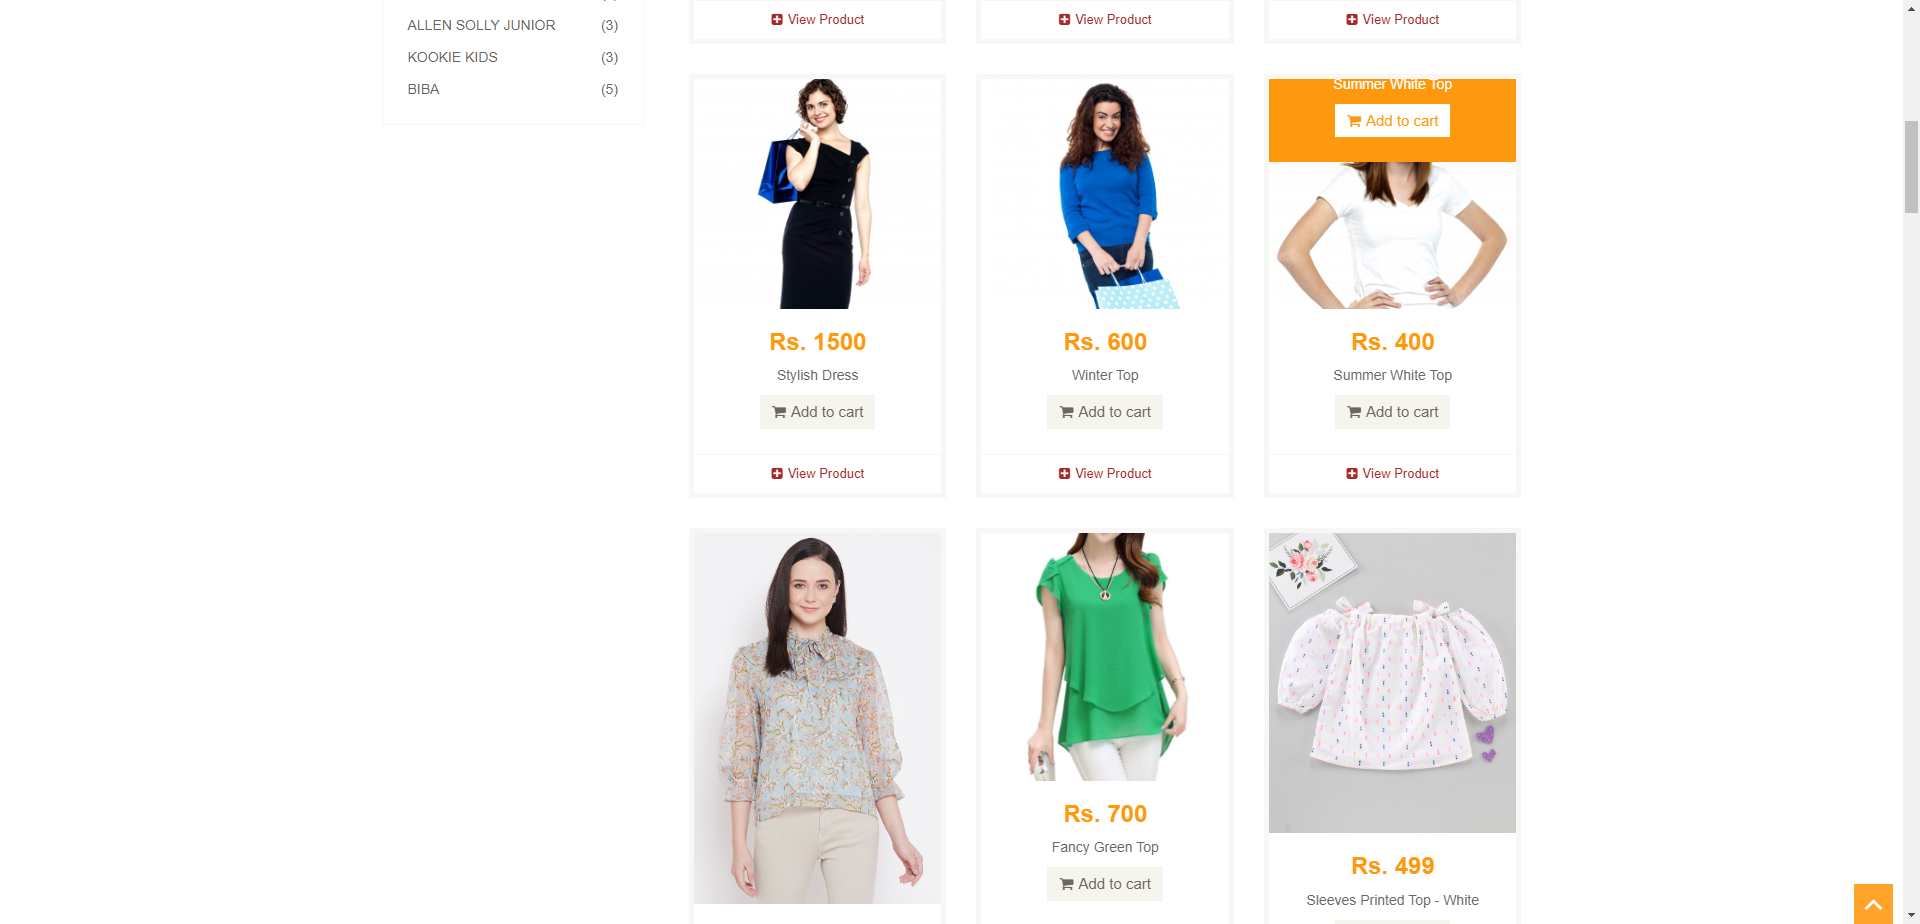 ALLEN SOLLY JUNIOR (3)
KOOKIE KIDS (3)
BIBA (5)
View Product
View Product
View Product
Summer White Top
Add to cart
Rs. 1500
Stylish Dress
Add to cart
View Product
Rs. 600
Winter Top
Add to cart
View Product
Rs. 400
Summer White Top
Add to cart
View Product
Rs. 700
Fancy Green Top
Add to cart
Rs. 499
Sleeves Printed Top - White